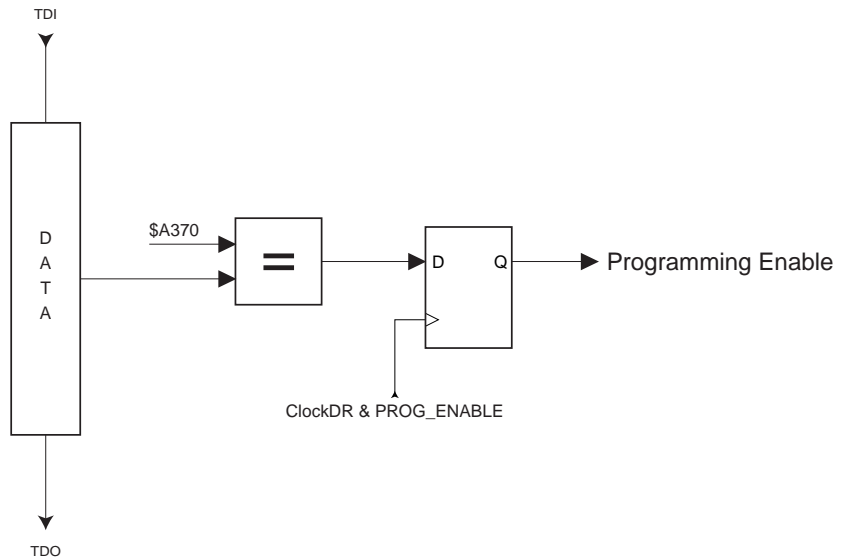 TDI
D
A
T
A
$A370
=
D
Q
Programming Enable
ClockDR & PROG_ENABLE
TDO